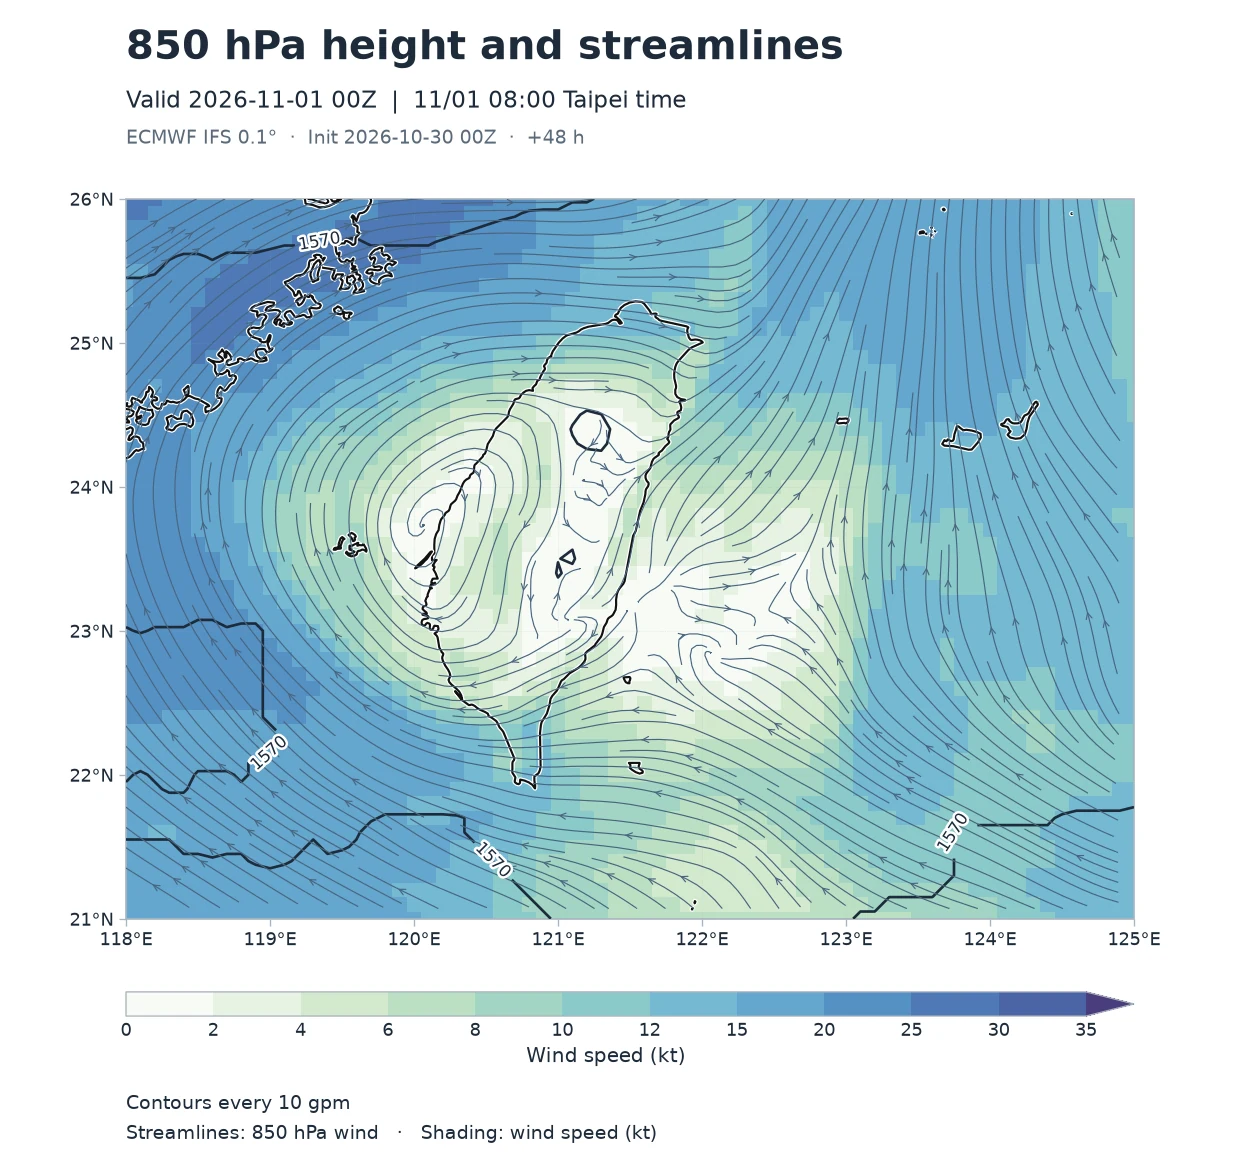 850 hPa height and streamlines
Valid 2026-11-01 00Z | 11/01 08:00 Taipei time
ECMWF IFS 0.1° · Init 2026-10-30 00Z · +48 h
26°N
1570
25°N
24°N
23°N
1570
22°N
1570
1570
21°N
118°E 119°E 120°E 121°E 122°E 123°E 124°E 125°E
0 2 4 6 8 10 12 15 20 25 30 35
Wind speed (kt)
Contours every 10 gpm
Streamlines: 850 hPa wind · Shading: wind speed (kt)